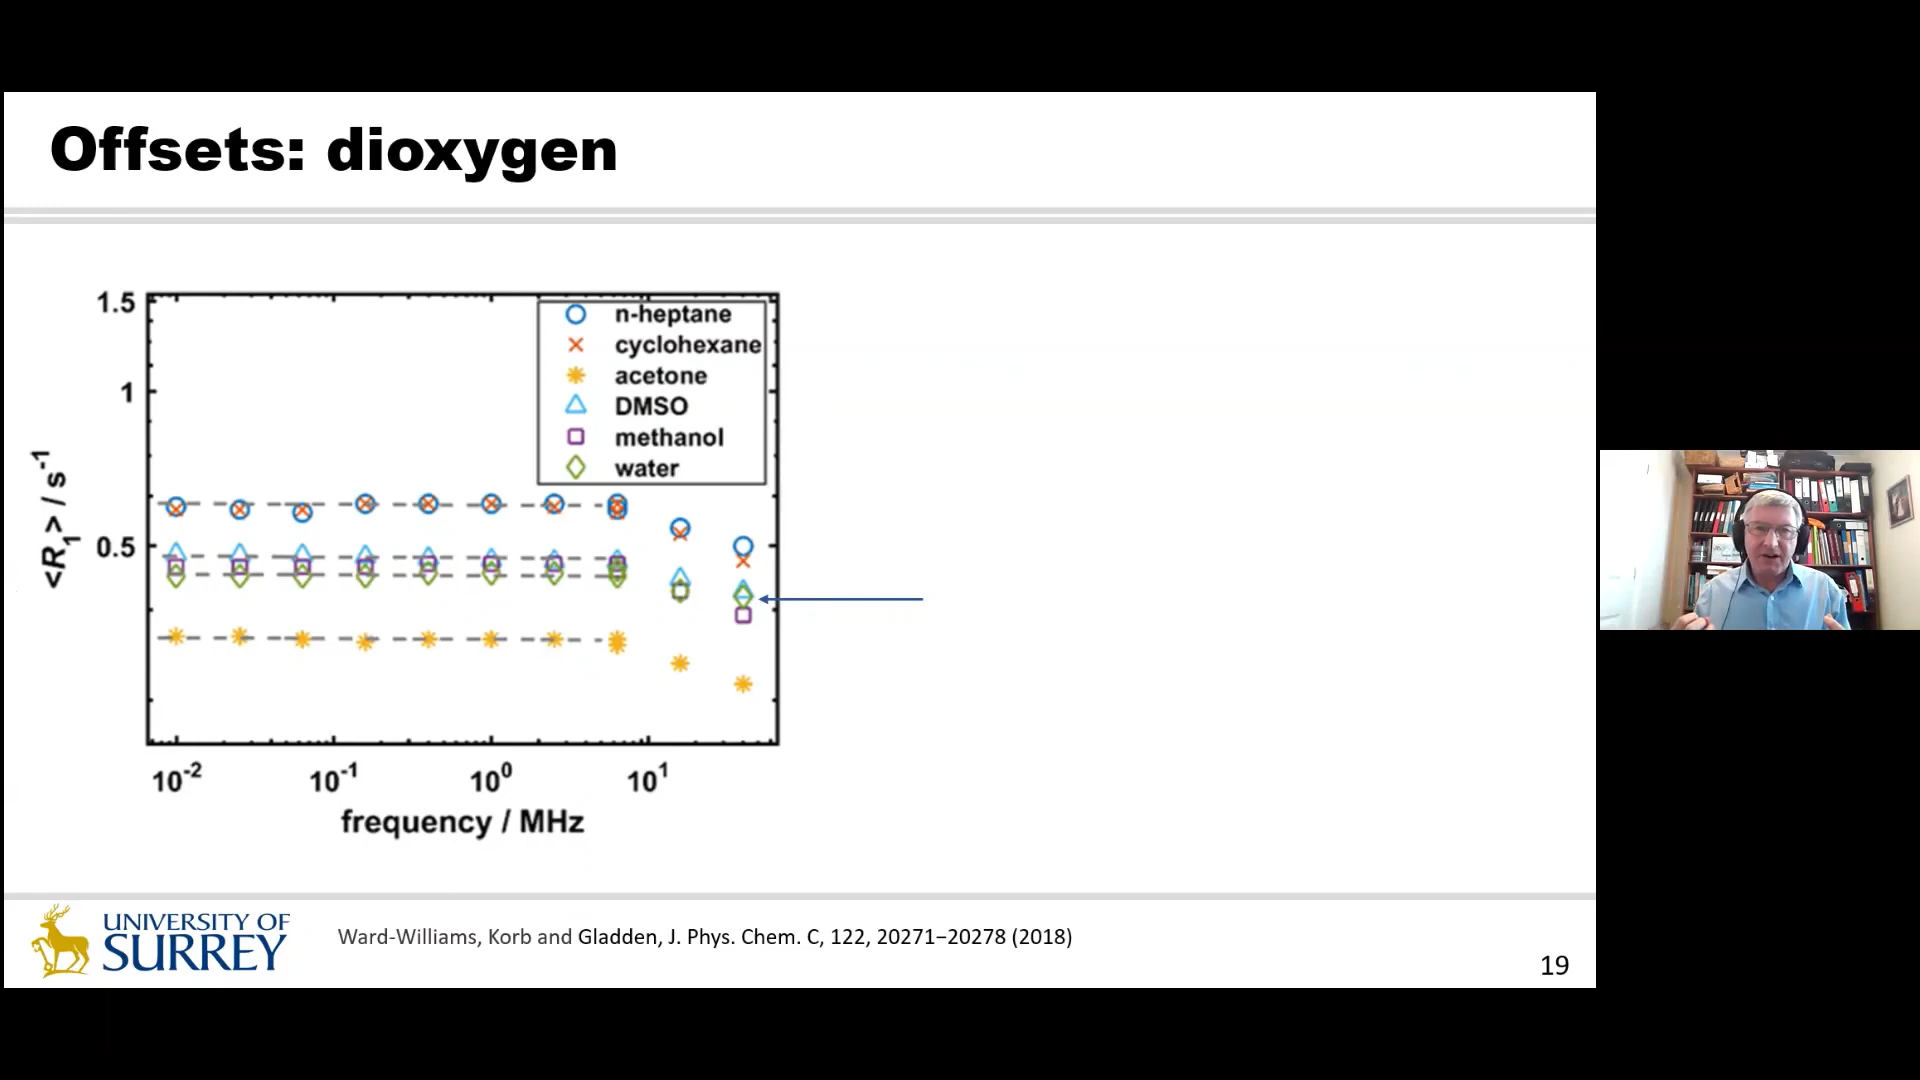 Offsets: dioxygen
1.5
1
0.5
<R1> / s-1
n-heptane
cyclohexane
acetone
DMSO
methanol
water
10-2 10-1 100 101
frequency / MHz
UNIVERSITY OF
SURREY
Ward-Williams, Korb and Gladden, J. Phys. Chem. C, 122, 20271–20278 (2018)
19